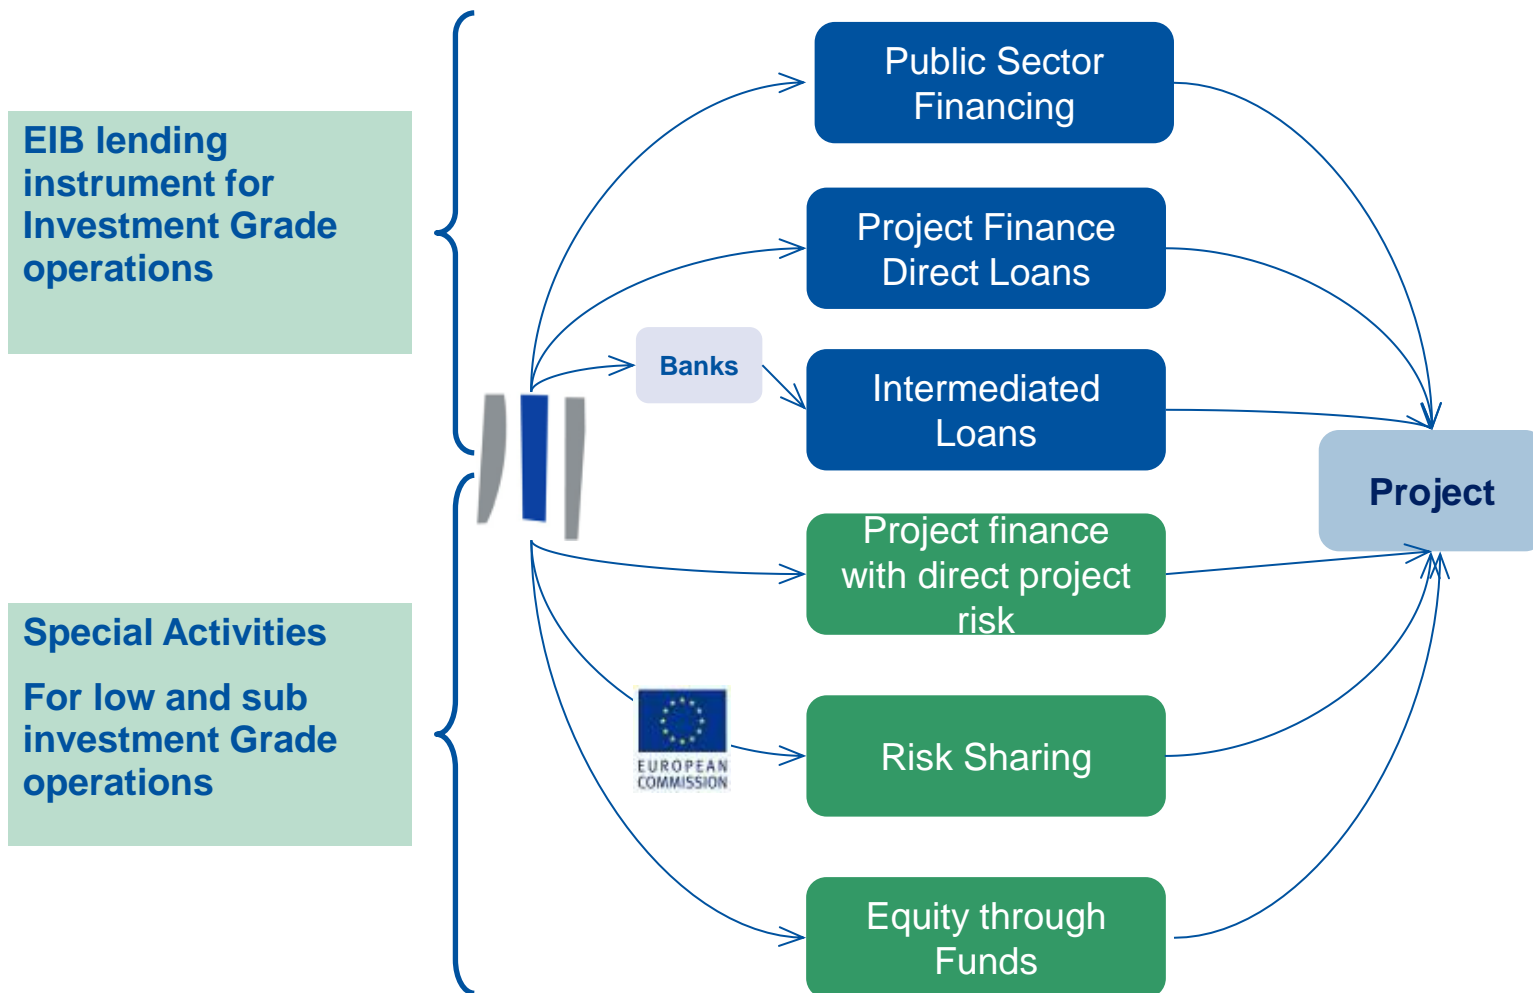 EIB lending
instrument for
Investment Grade
operations
Special Activities
For low and sub
investment Grade
operations
Banks
EUROPEAN
COMMISSION
Public Sector
Financing
Project Finance
Direct Loans
Intermediated
Loans
Project finance
with direct project
risk
Risk Sharing
Equity through
Funds
Project